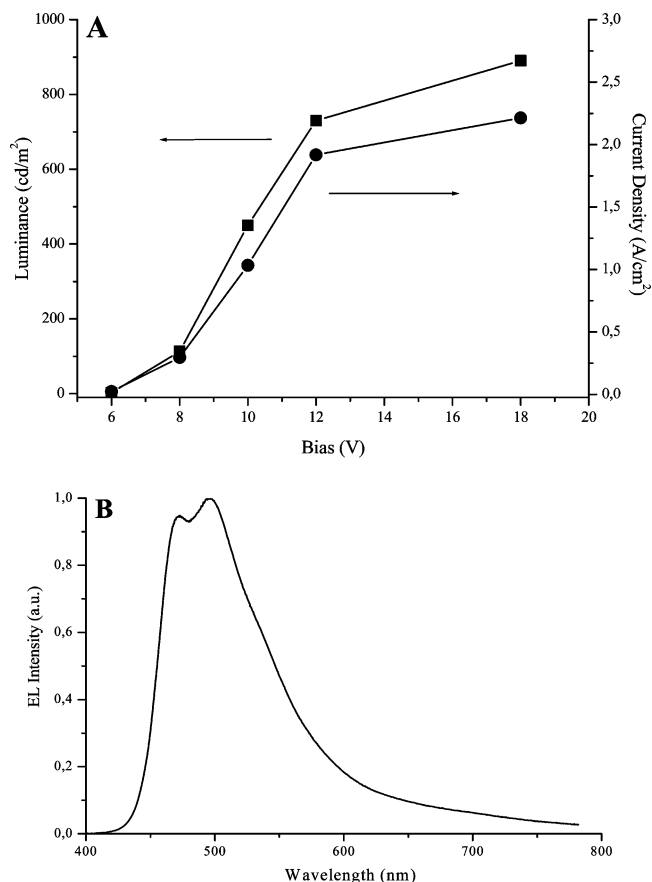 A
1000
800
600
400
200
0
Luminance (cd/m²)
3,0
2,5
2,0
1,5
1,0
0,5
0,0
Current Density (A/cm²)
6 8 10 12 14 16 18 20
Bias (V)
B
1,0
0,8
0,6
0,4
0,2
0,0
EL Intensity (a.u.)
400 500 600 700 800
Wavelength (nm)